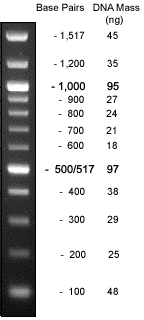 Base Pairs DNA Mass
(ng)
- 1,517 45
- 1,200 35
- 1,000 95
- 900 27
- 800 24
- 700 21
- 600 18
- 500/517 97
- 400 38
- 300 29
- 200 25
- 100 48